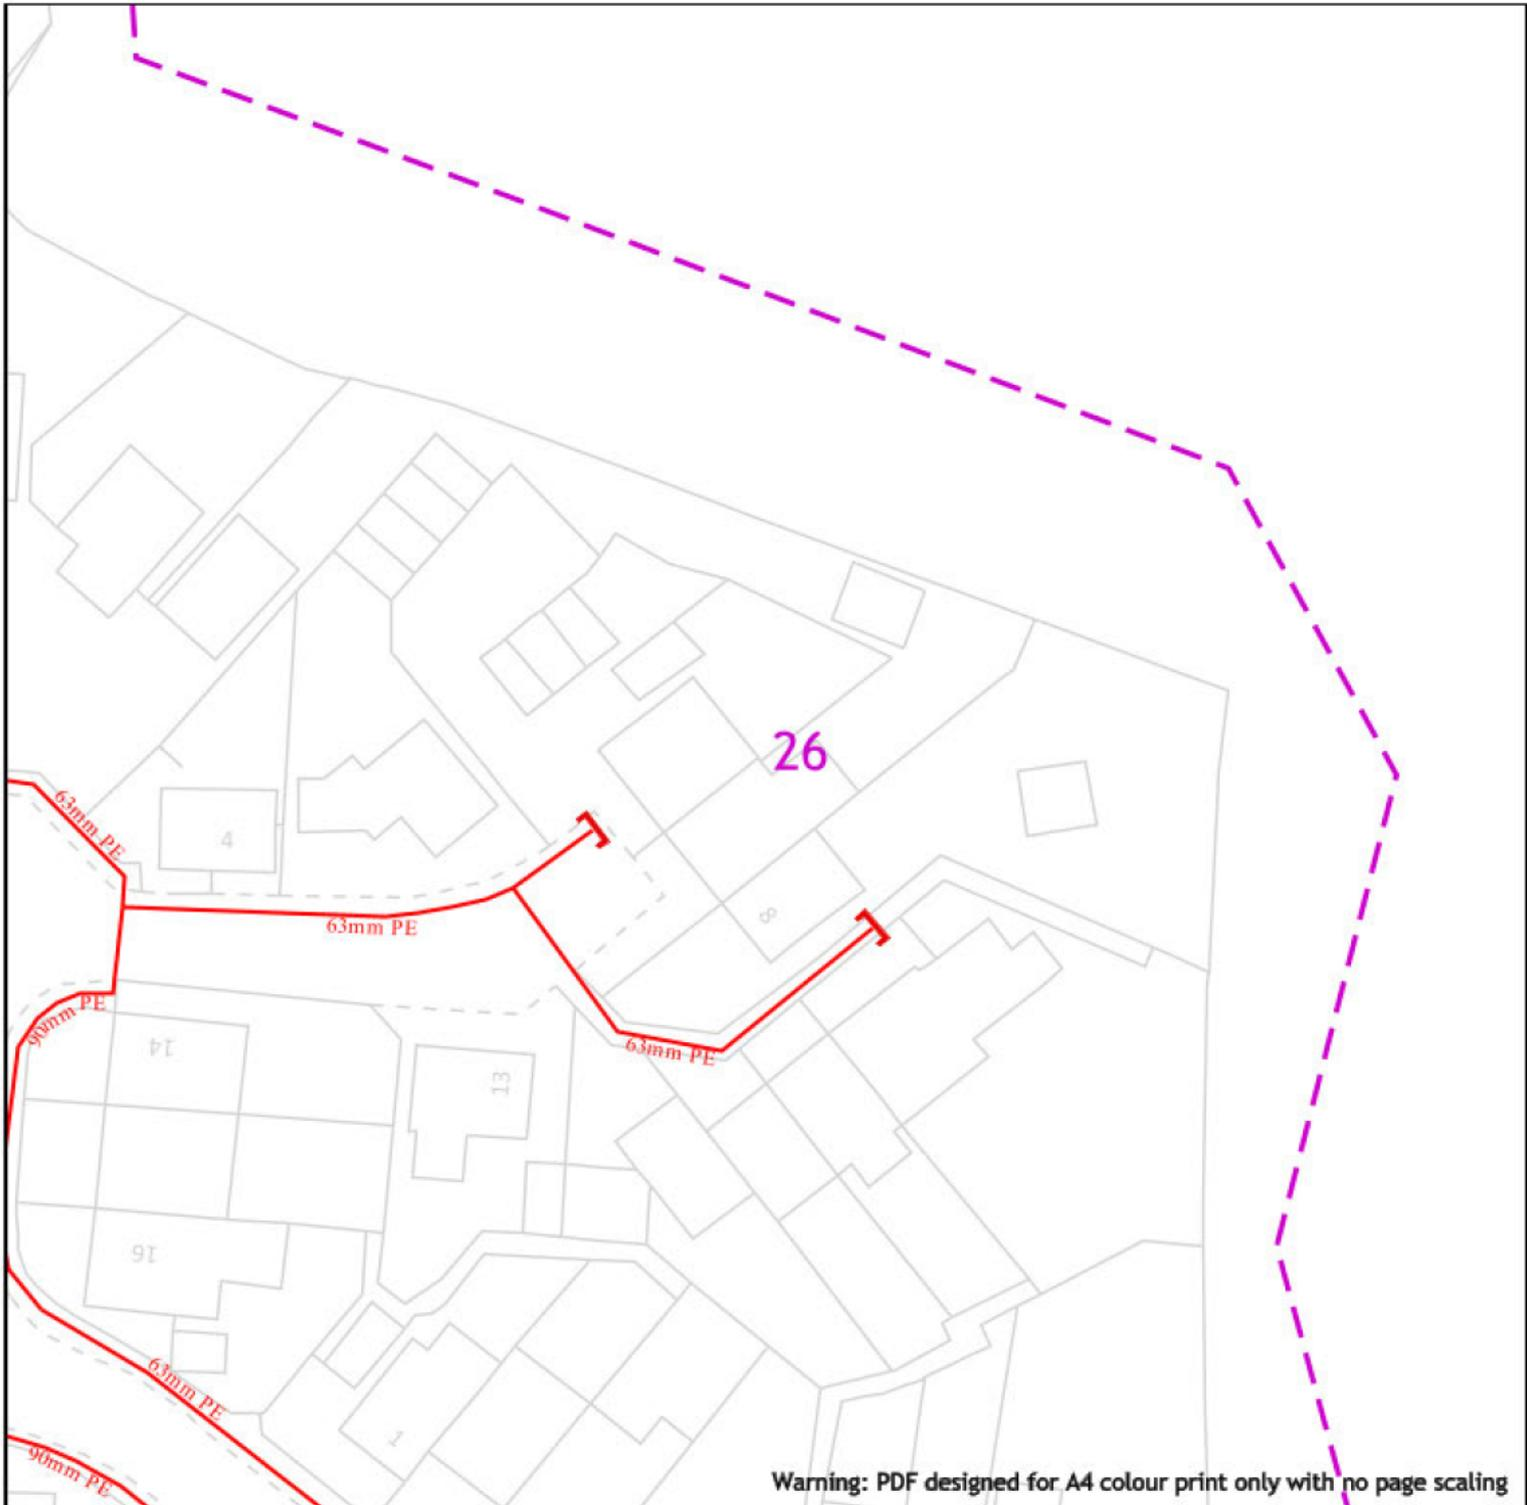 26
63mm PE
4
8
63mm PE
63mm PE
90mm PE
14
13
16
63mm PE
1
90mm PE
Warning: PDF designed for A4 colour print only with no page scaling